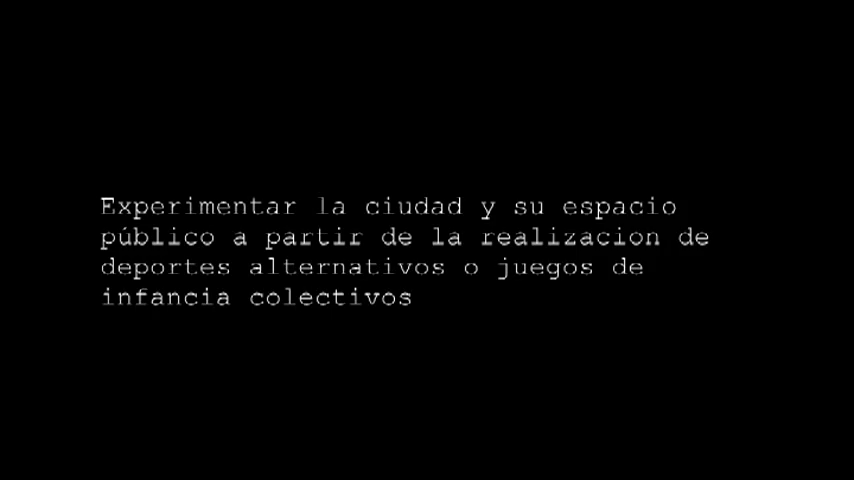 Experimentar la ciudad y su espacio
público a partir de la realizacion de
deportes alternativos o juegos de
infancia colectivos